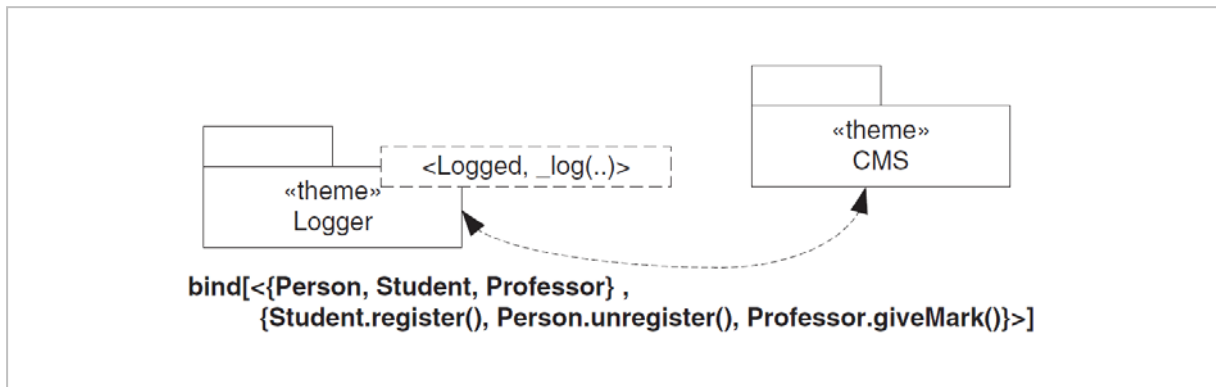 «theme»
CMS
<Logged, _log(..)>
«theme»
Logger
bind[<{Person, Student, Professor} ,
{Student.register(), Person.unregister(), Professor.giveMark()}>]